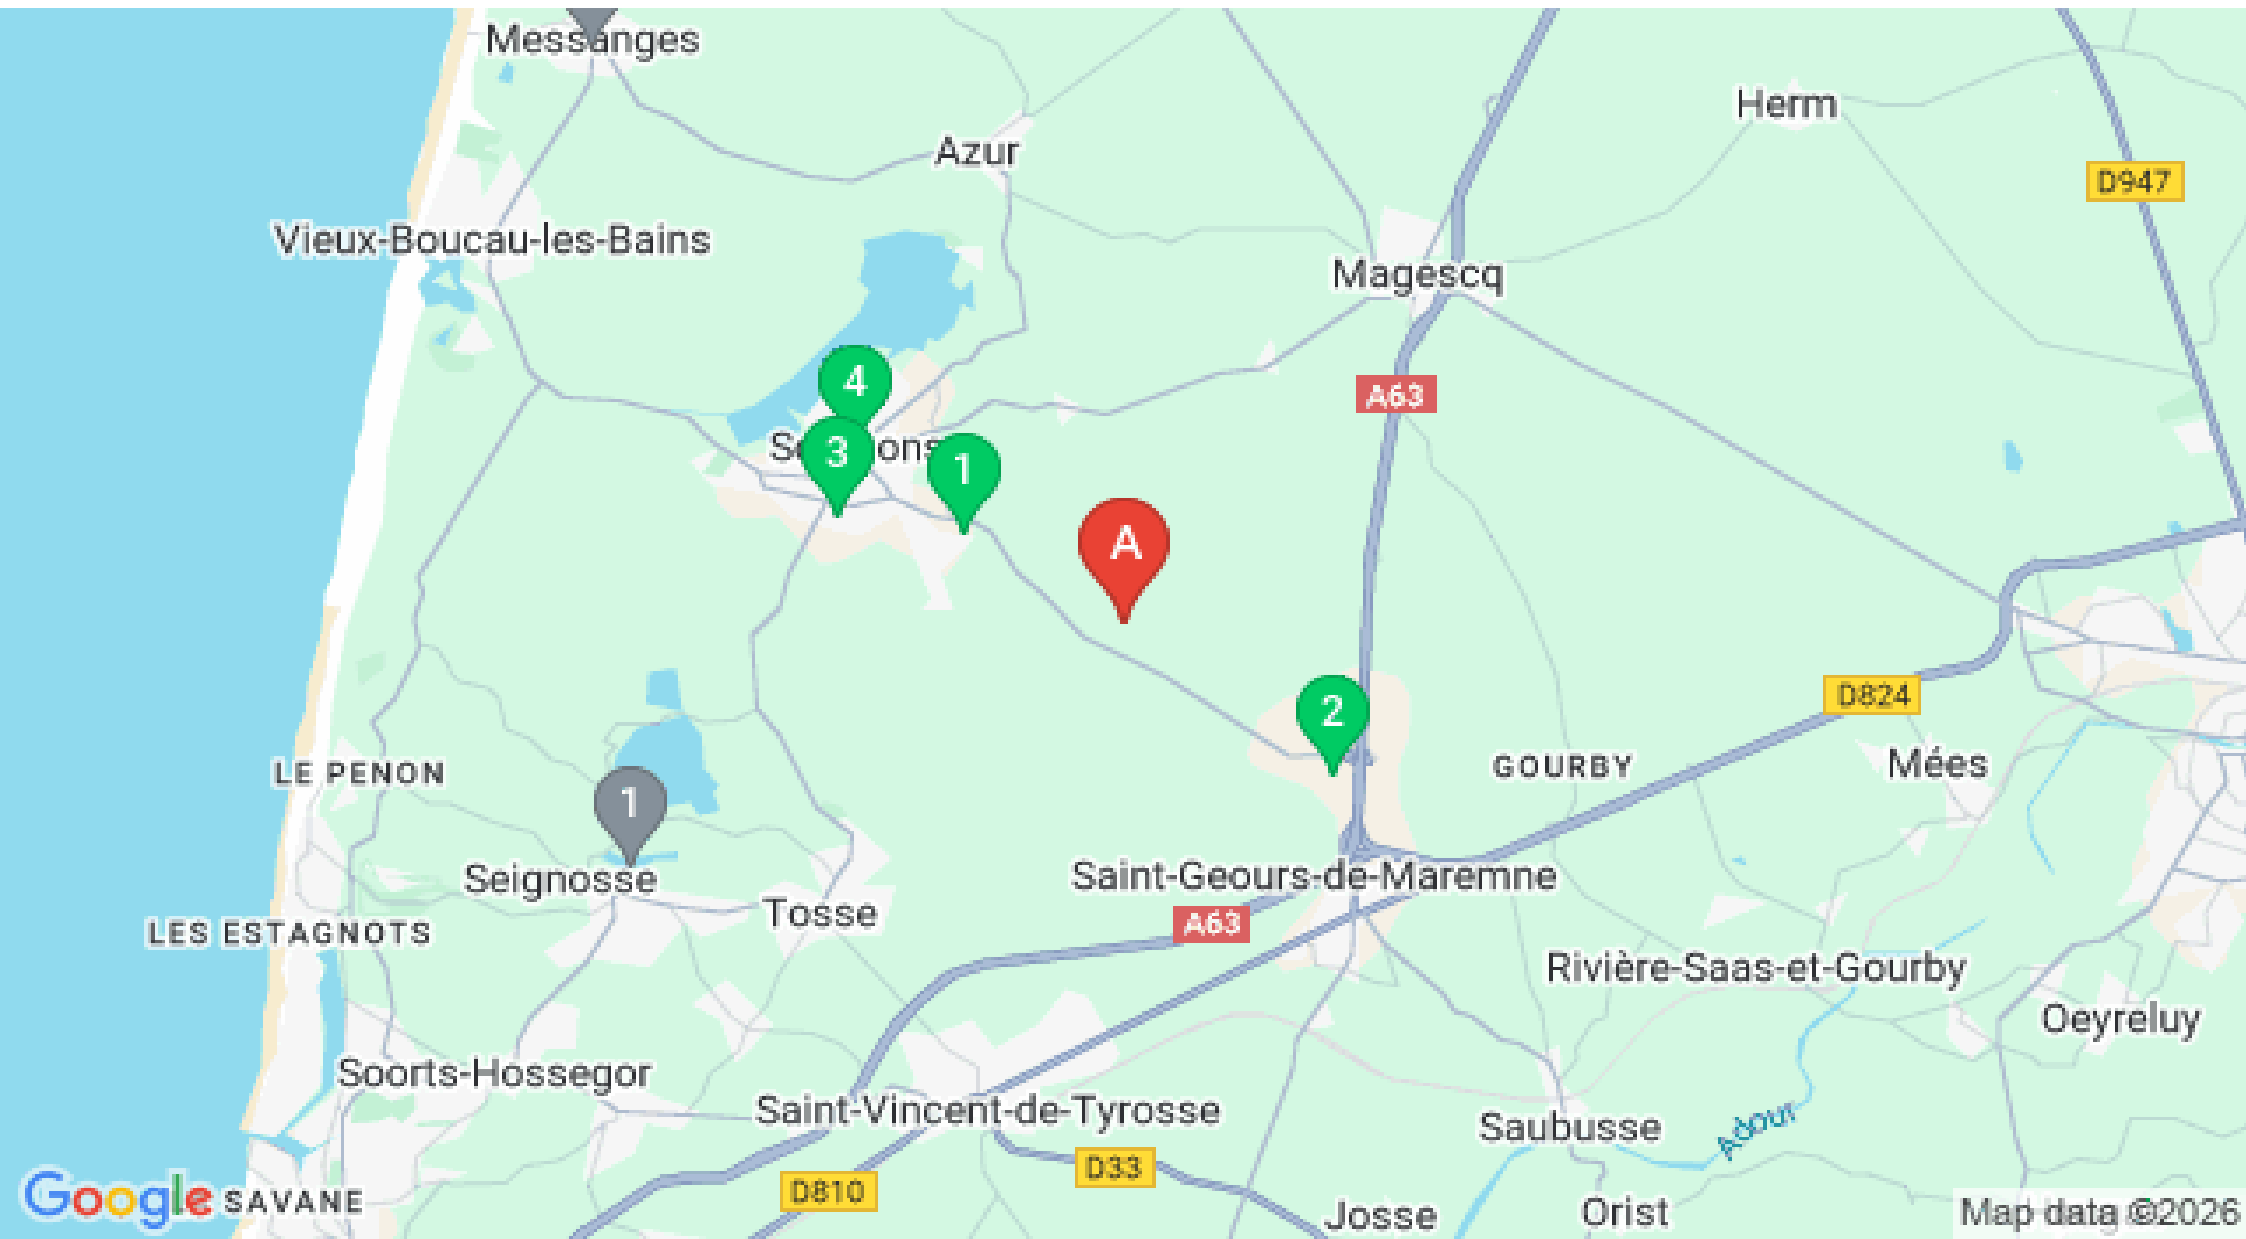 Messanges
Herm
Azur
D947
Vieux-Boucau-les-Bains
Magescq
4
A63
3
1
A
D824
2
GOURBY
Mées
LE PENON
1
Seignosse
Saint-Geours-de-Maremne
Tosse
A63
LES ESTAGNOTS
Rivière-Saas-et-Gourby
Oeyreluy
Soorts-Hossegor
Saint-Vincent-de-Tyrosse
Saubusse
Adour
D33
D810
Google
SAVANE
Josse
Orist
Map data ©2026